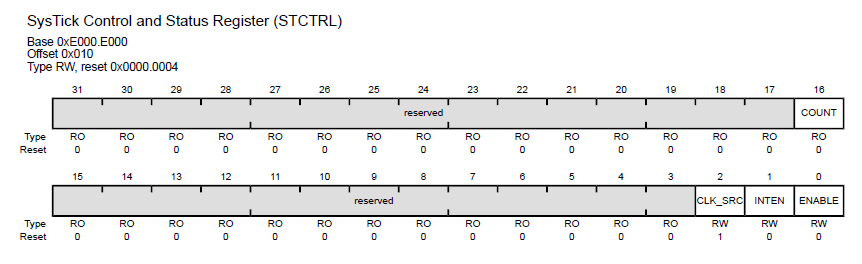 SysTick Control and Status Register (STCTRL)
Base 0xE000.E000
Offset 0x010
Type RW, reset 0x0000.0004
31 30 29 28 27 26 25 24 23 22 21 20 19 18 17 16
reserved COUNT
Type RO RO RO RO RO RO RO RO RO RO RO RO RO RO RO RO
Reset 0 0 0 0 0 0 0 0 0 0 0 0 0 0 0 0
15 14 13 12 11 10 9 8 7 6 5 4 3 2 1 0
reserved CLK_SRC INTEN ENABLE
Type RO RO RO RO RO RO RO RO RO RO RO RO RO RW RW RW
Reset 0 0 0 0 0 0 0 0 0 0 0 0 0 1 0 0